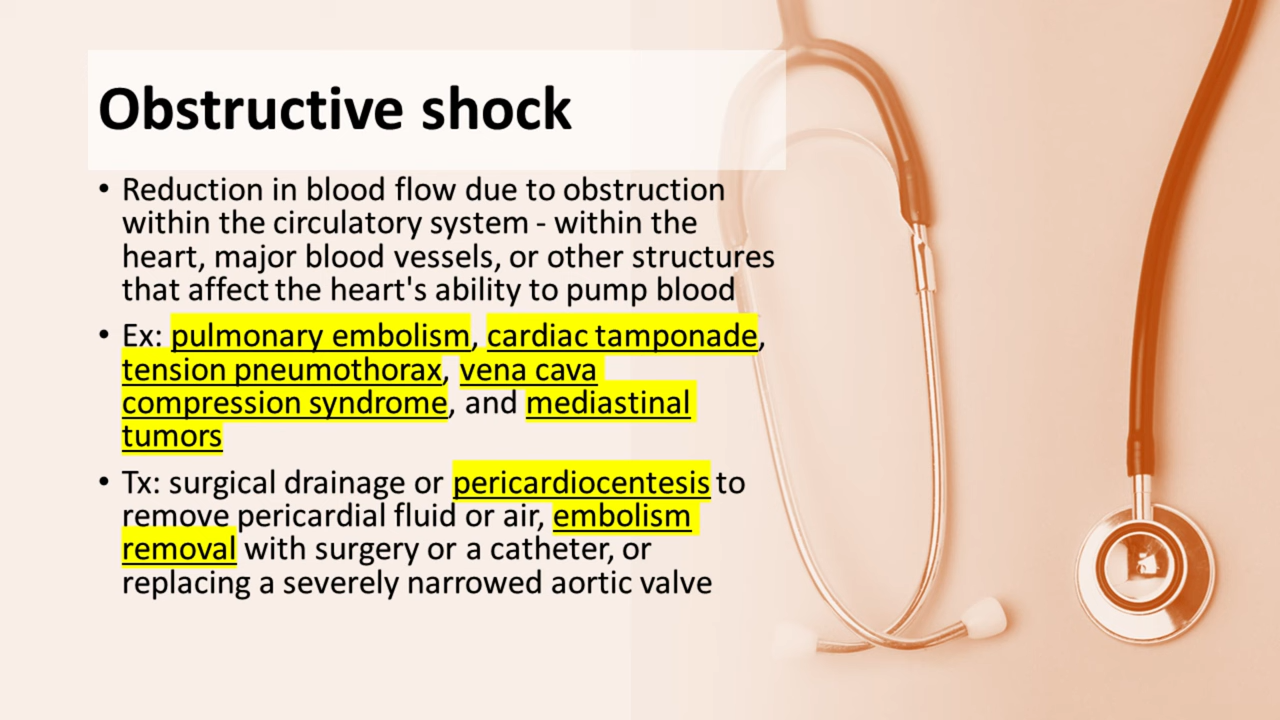 Obstructive shock
• Reduction in blood flow due to obstruction
within the circulatory system - within the
heart, major blood vessels, or other structures
that affect the heart's ability to pump blood
• Ex: pulmonary embolism, cardiac tamponade,
tension pneumothorax, vena cava
compression syndrome, and mediastinal
tumors
• Tx: surgical drainage or pericardiocentesis to
remove pericardial fluid or air, embolism
removal with surgery or a catheter, or
replacing a severely narrowed aortic valve